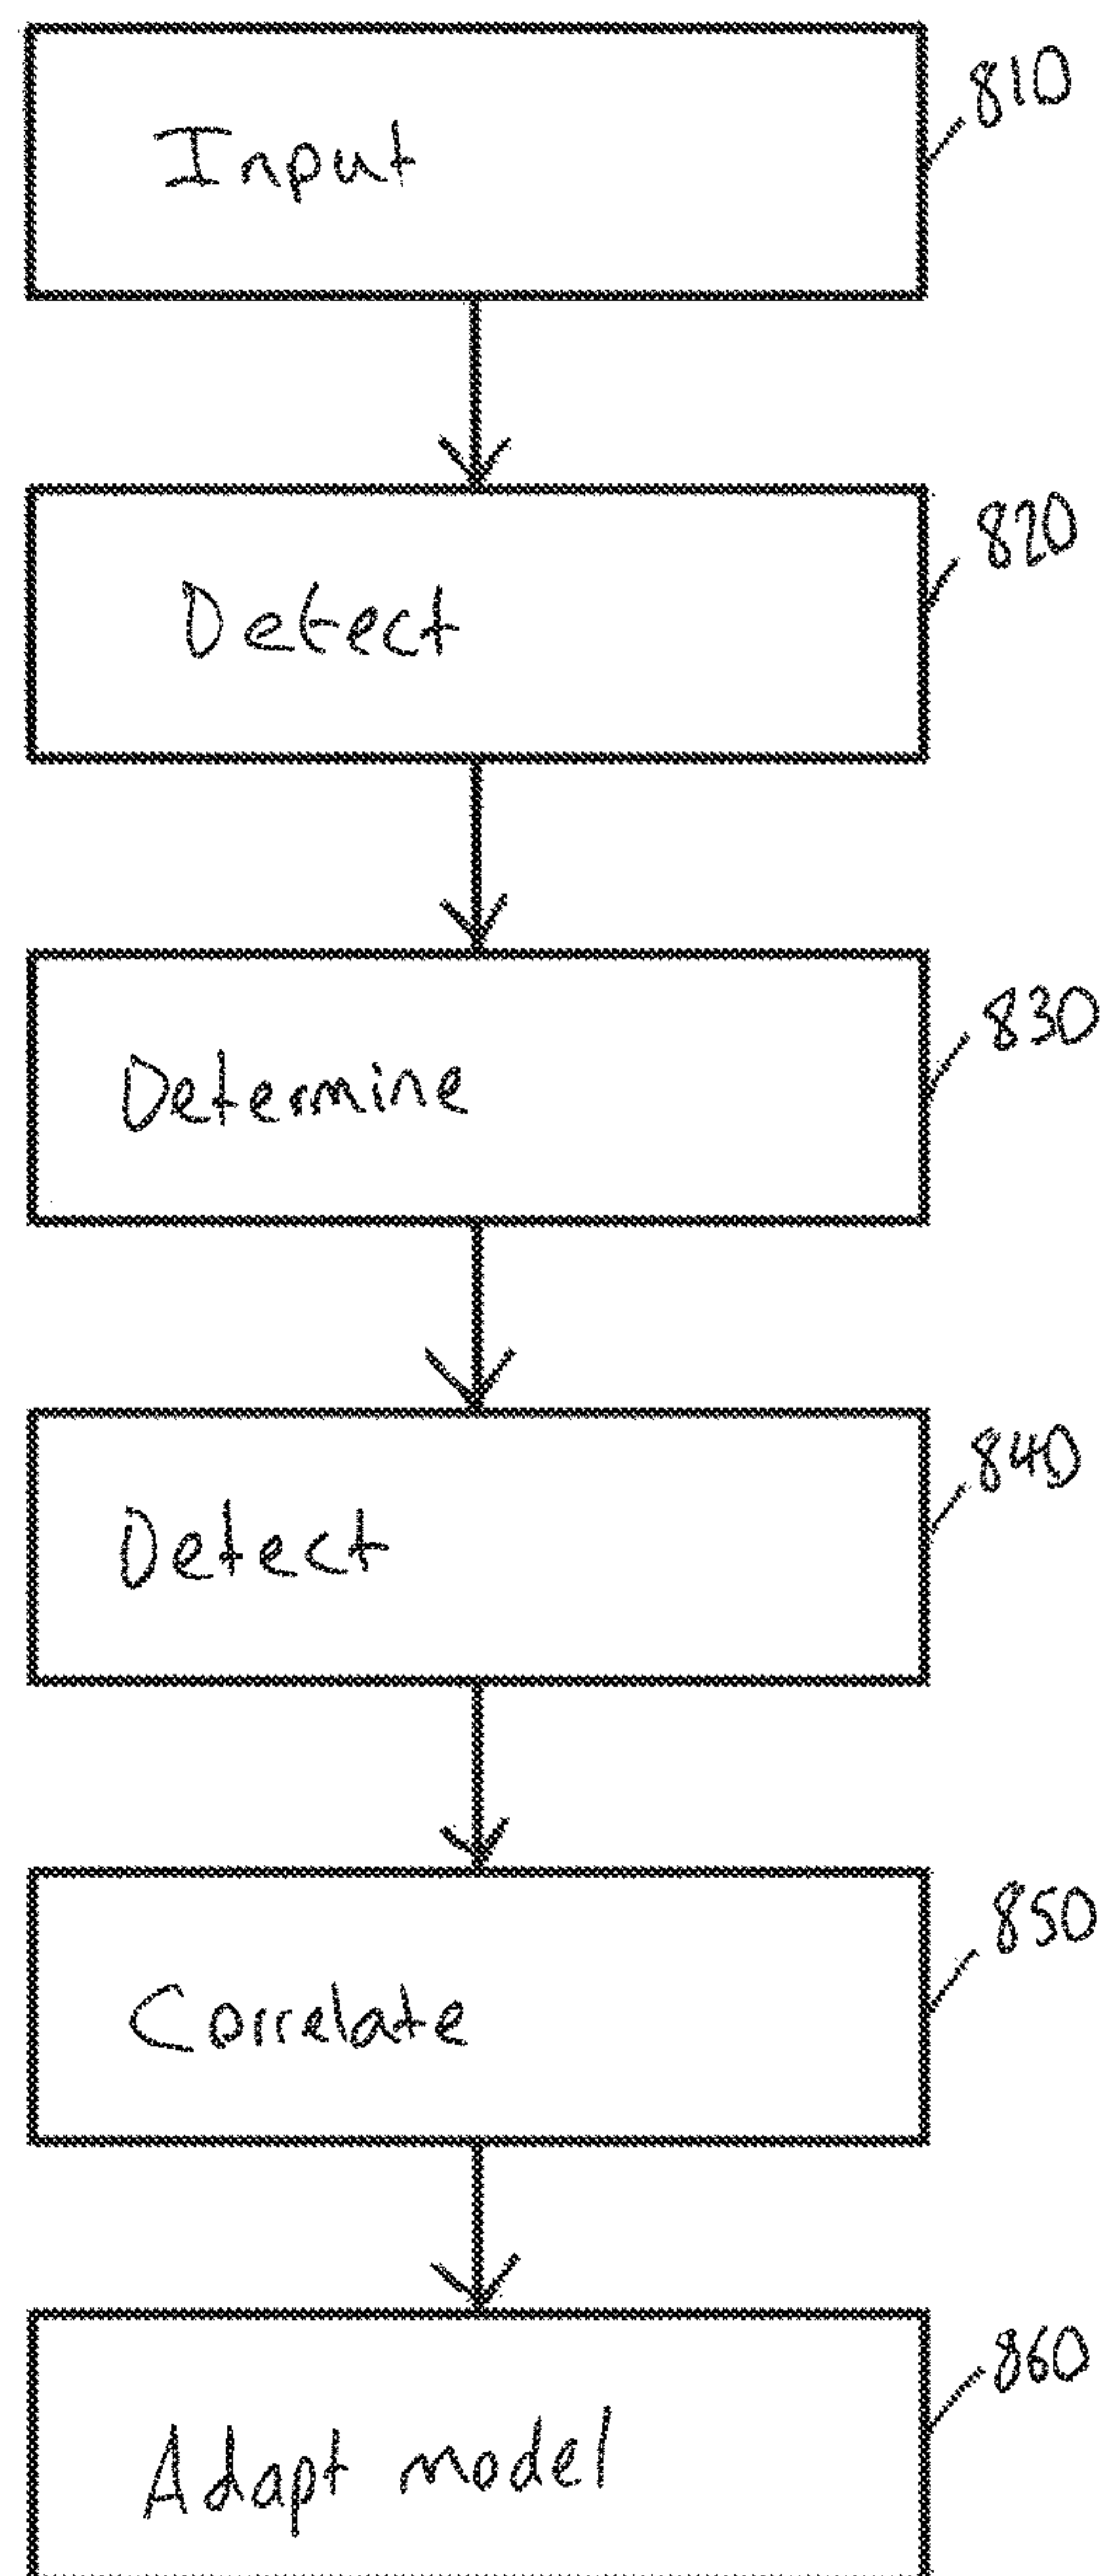 810
Input
820
Detect
830
Determine
840
Detect
850
Correlate
860
Adapt model